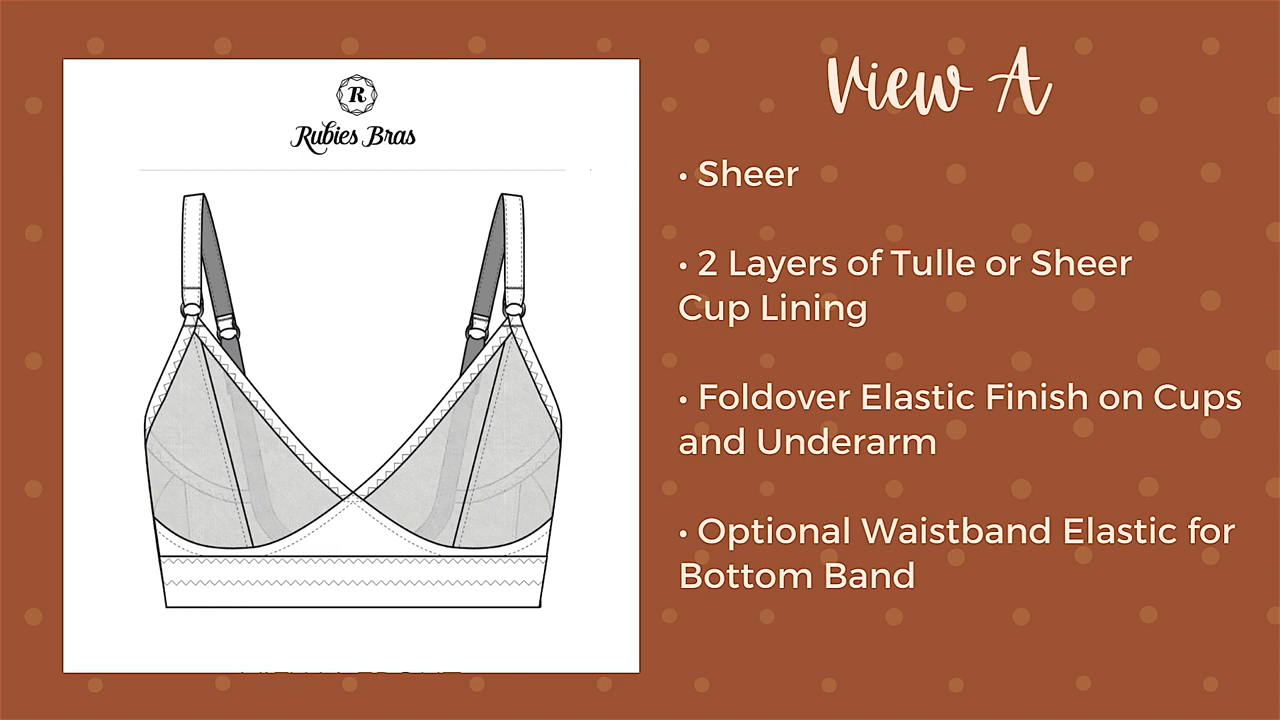 R
Rubies Bras
View A
• Sheer
• 2 Layers of Tulle or Sheer
Cup Lining
• Foldover Elastic Finish on Cups
and Underarm
• Optional Waistband Elastic for
Bottom Band